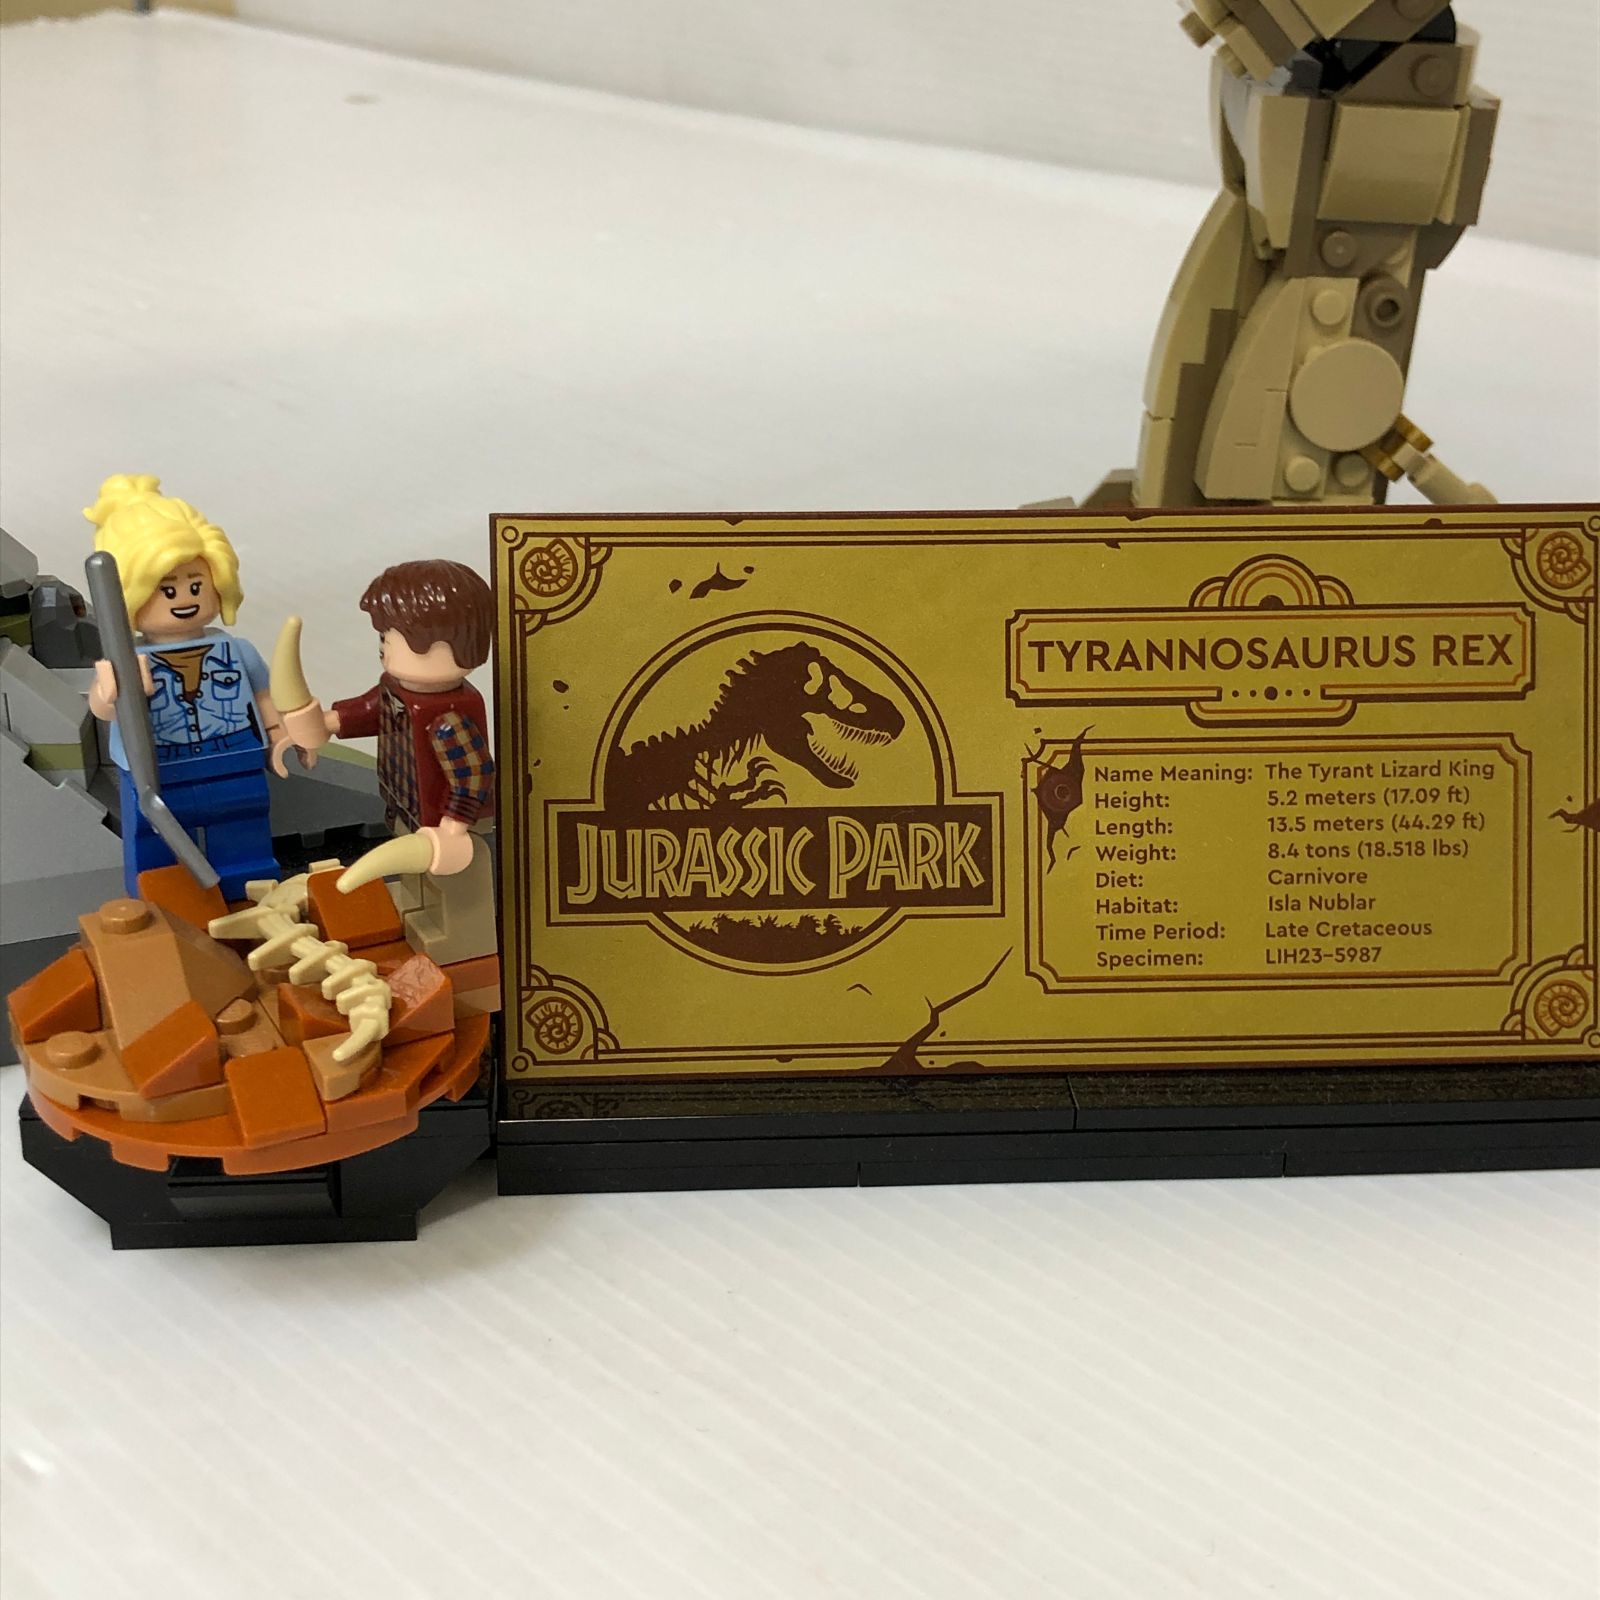 JURASSIC PARK
TYRANNOSAURUS REX
Name Meaning: The Tyrant Lizard King
Height: 5.2 meters (17.09 ft)
Length: 13.5 meters (44.29 ft)
Weight: 8.4 tons (18.518 lbs)
Diet: Carnivore
Habitat: Isla Nublar
Time Period: Late Cretaceous
Specimen: LIH23-5987